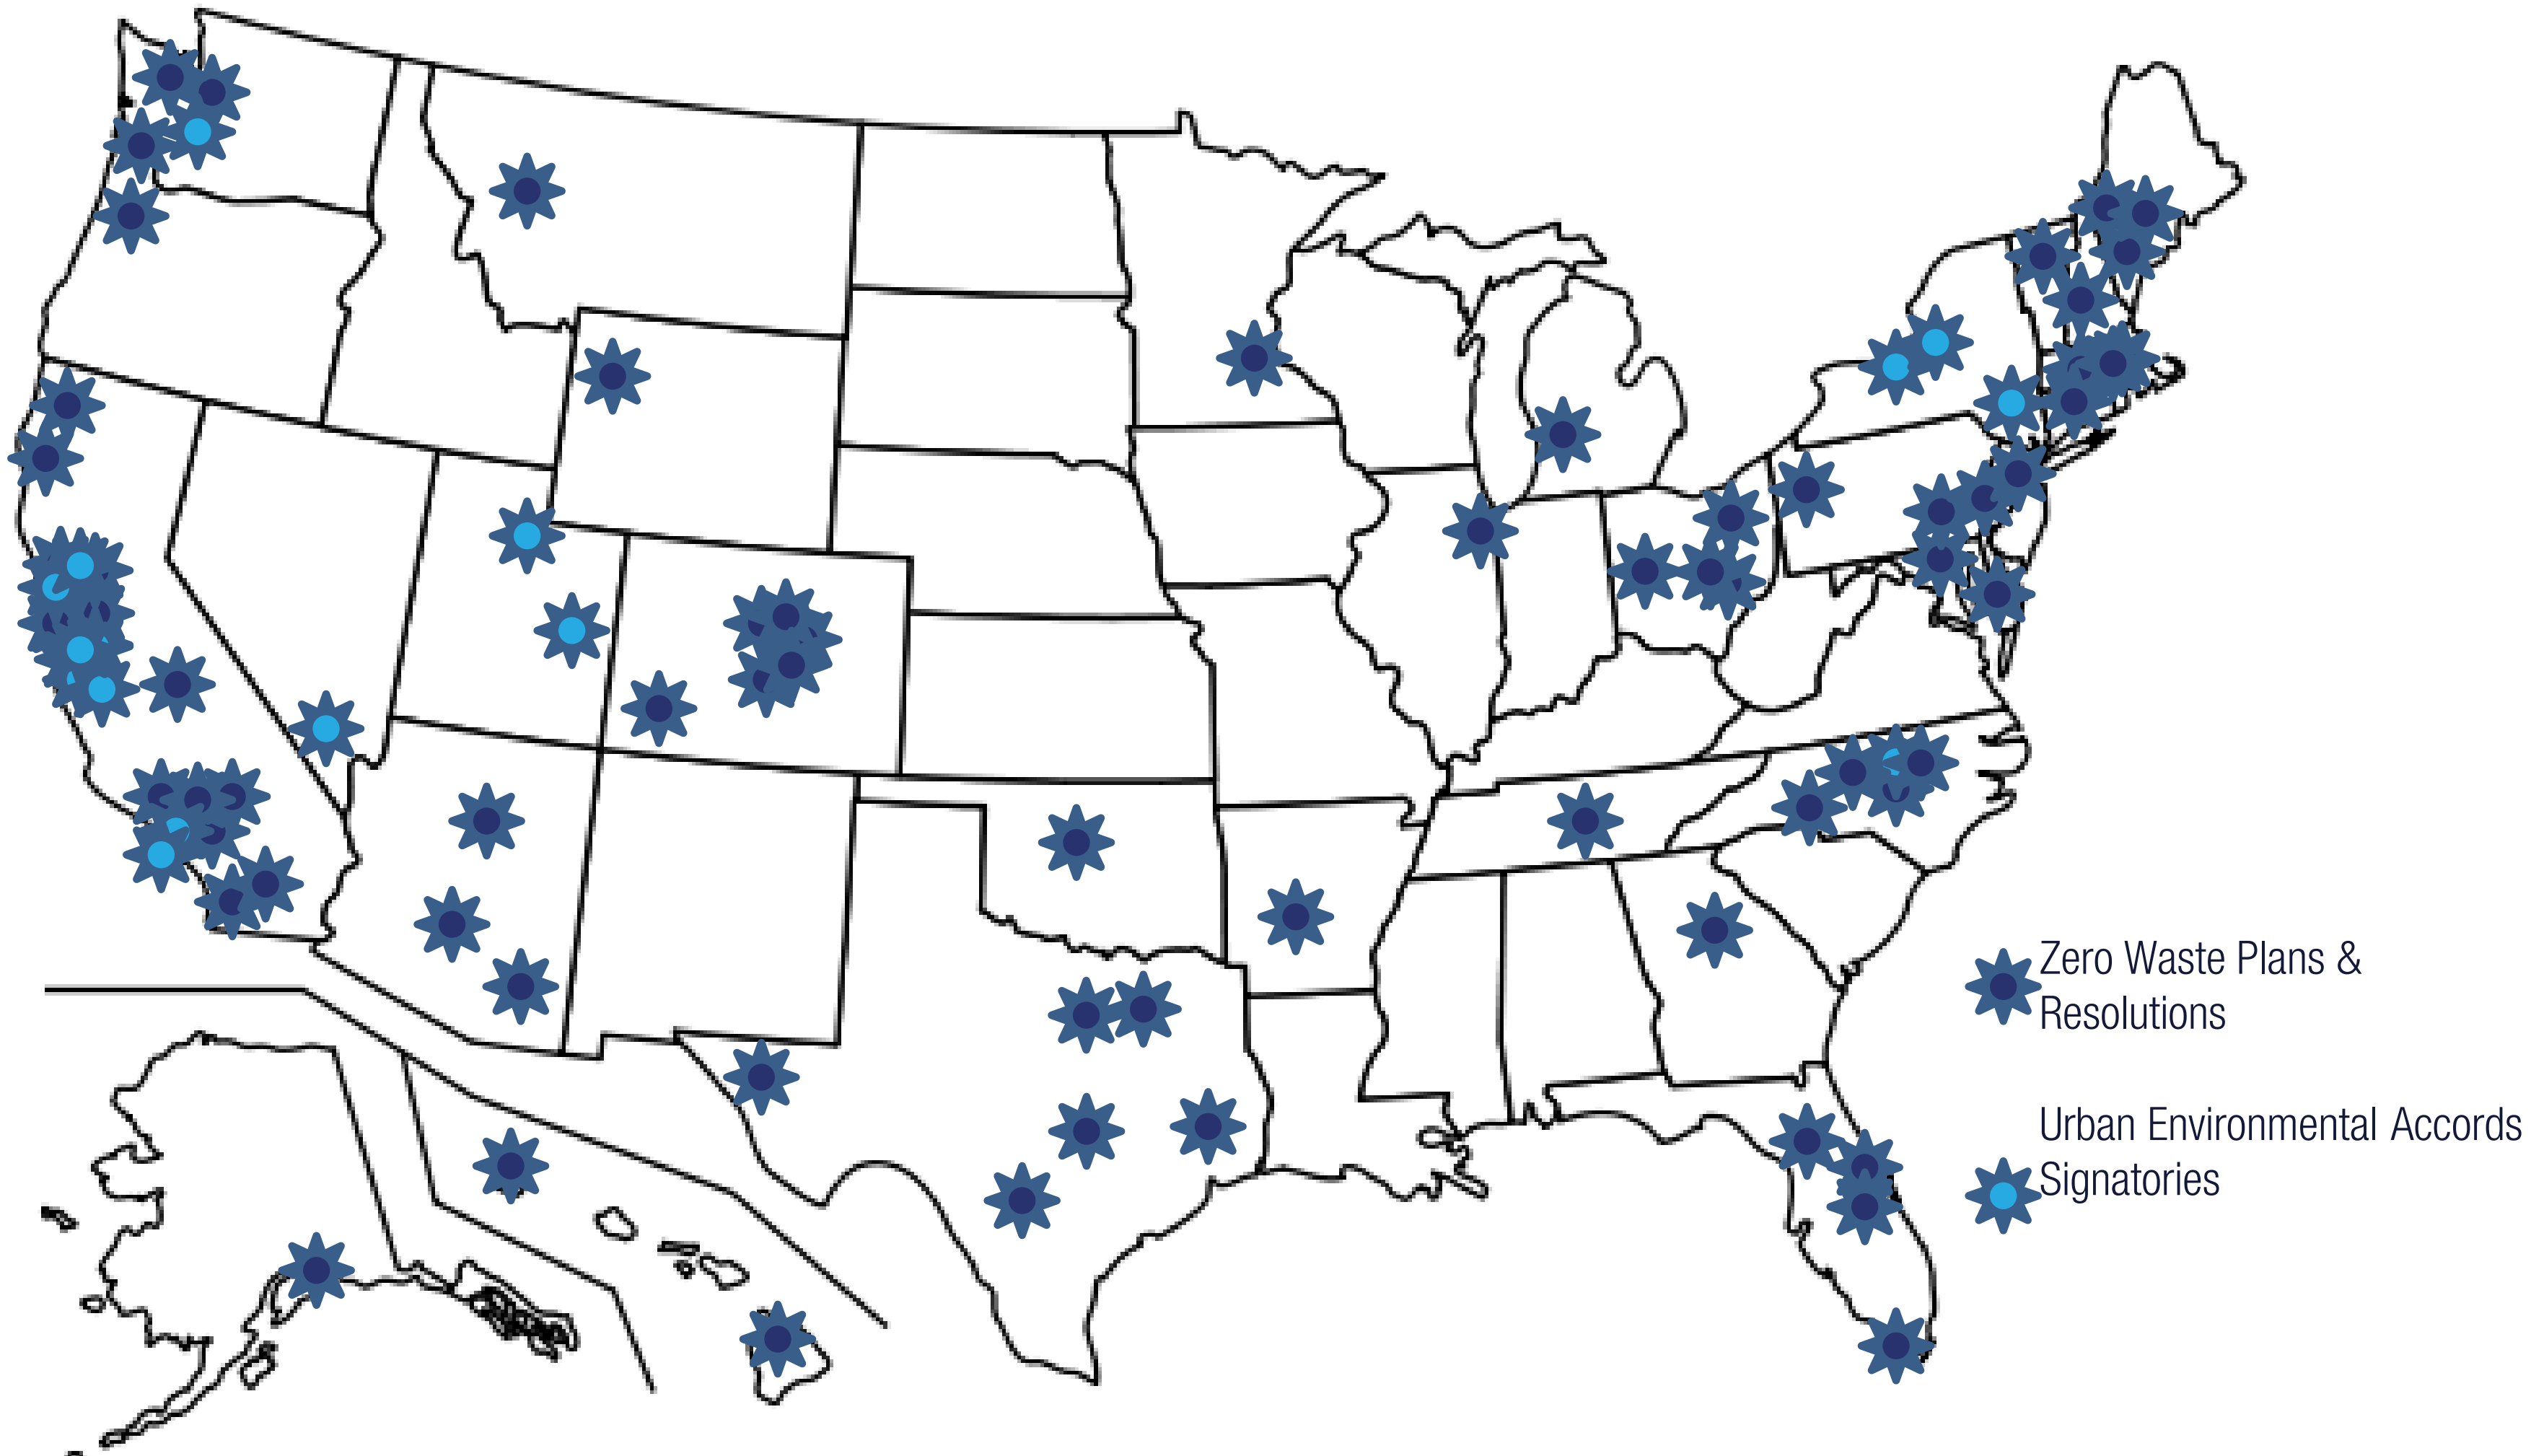 Zero Waste Plans &
Resolutions
Urban Environmental Accords
Signatories